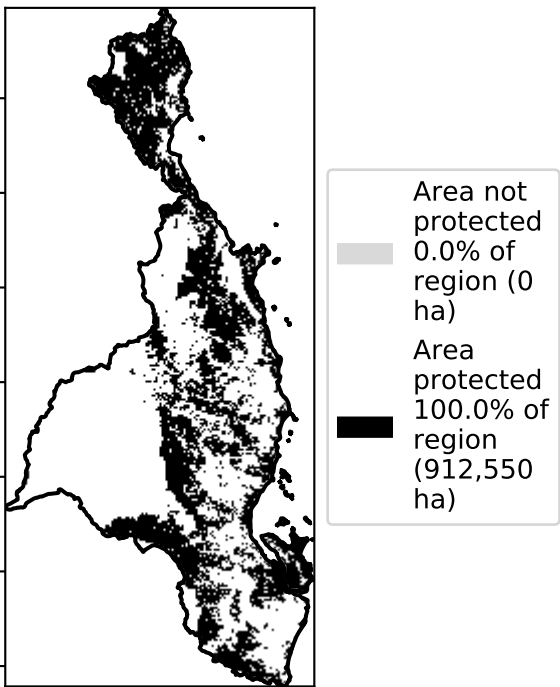 Area not
protected
0.0% of
region (0
ha)
Area
protected
100.0% of
region
(912,550
ha)